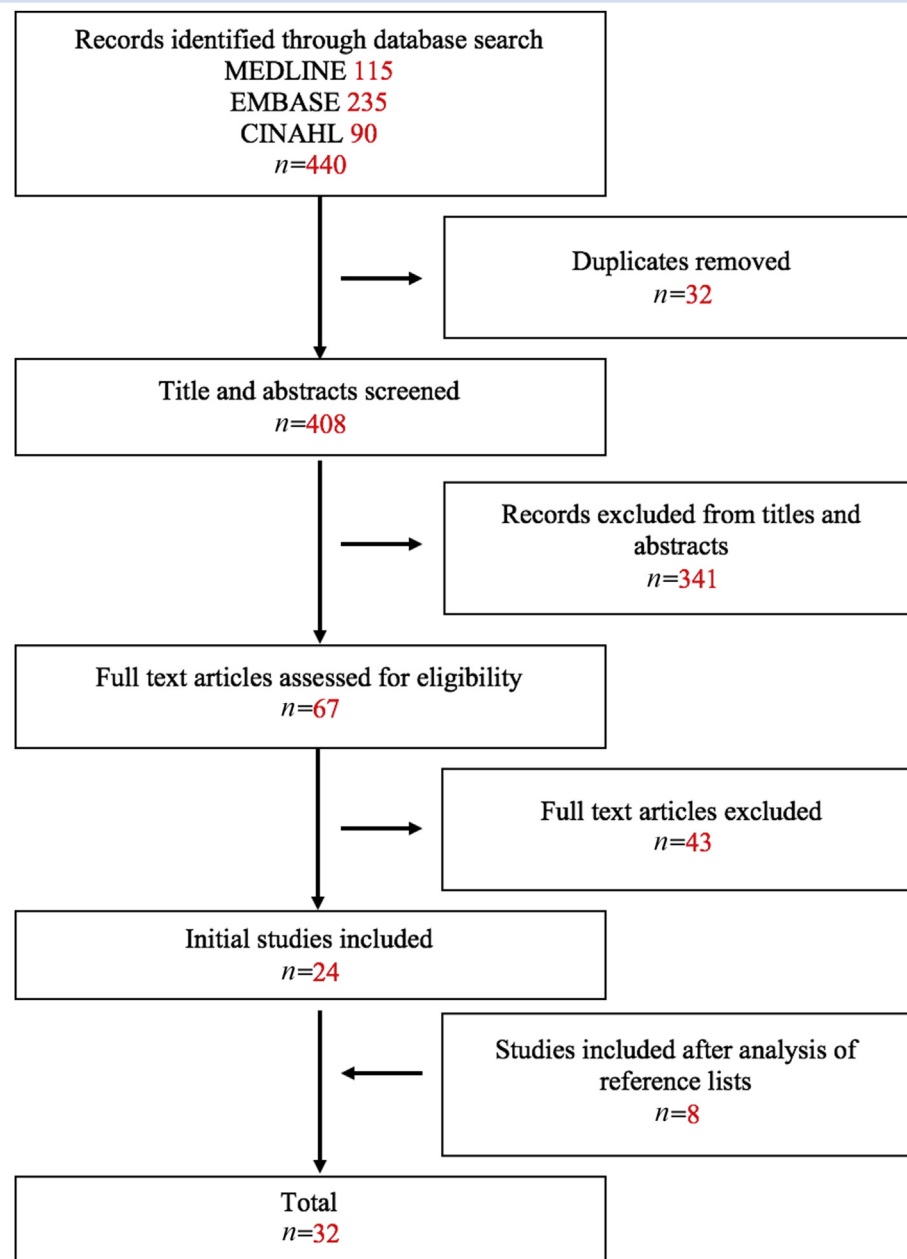 Records identified through database search
MEDLINE 115
EMBASE 235
CINAHL 90
n=440
Duplicates removed
n=32
Title and abstracts screened
n=408
Records excluded from titles and
abstracts
n=341
Full text articles assessed for eligibility
n=67
Full text articles excluded
n=43
Initial studies included
n=24
Studies included after analysis of
reference lists
n=8
Total
n=32